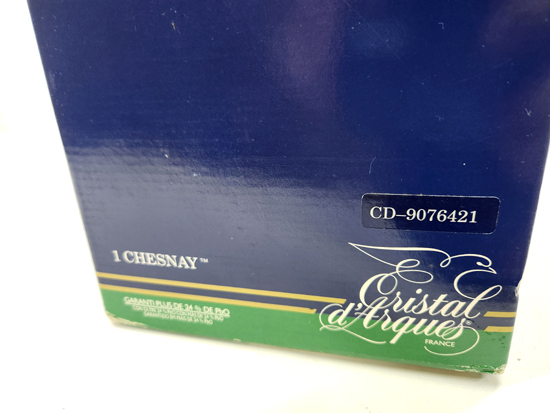 CD–9076421
1 CHESNAY™
Cristal
d'Arques®
FRANCE
GARANTI PLUS DE 24 % DE PbO